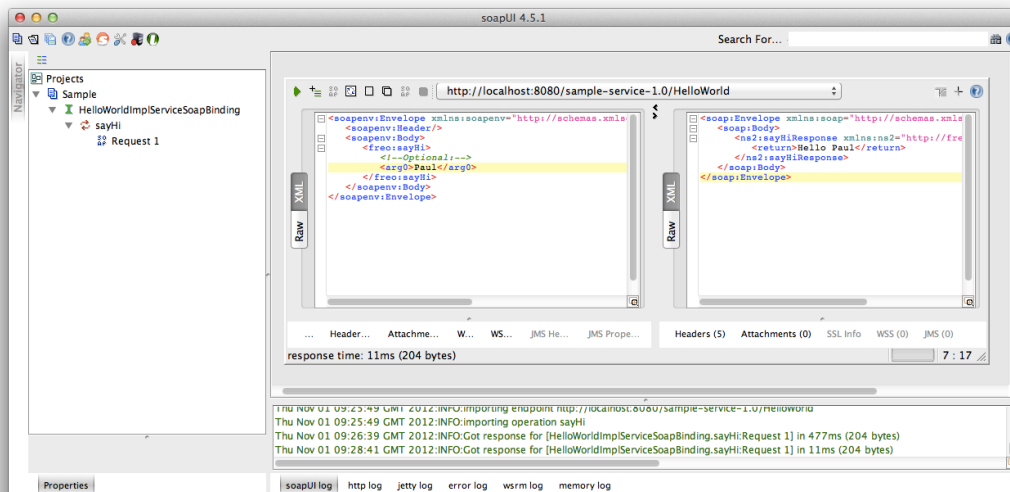 soapUI 4.5.1
Search For...
Navigator
Projects
Sample
HelloWorldImplServiceSoapBinding
sayHi
Request 1
http://localhost:8080/sample-service-1.0/HelloWorld
XML
Raw
<soapenv:Envelope xmlns:soapenv="http://schemas.xmls
<soapenv:Header/>
<soapenv:Body>
<freo:sayHi>
<!--Optional:-->
<arg0>Paul</arg0>
</freo:sayHi>
</soapenv:Body>
</soapenv:Envelope>
XML
Raw
<soap:Envelope xmlns:soap="http://schemas.xmls
<soap:Body>
<ns2:sayHiResponse xmlns:ns2="http://fre
<return>Hello Paul</return>
</ns2:sayHiResponse>
</soap:Body>
</soap:Envelope>
... Header... Attachme... W... WS... JMS He... JMS Prope...
Headers (5) Attachments (0) SSL Info WSS (0) JMS (0)
response time: 11ms (204 bytes)
7 : 17
Thu Nov 01 09:25:49 GMT 2012:INFO:importing endpoint http://localhost:8080/sample-service-1.0/HelloWorld
Thu Nov 01 09:25:49 GMT 2012:INFO:importing operation sayHi
Thu Nov 01 09:26:39 GMT 2012:INFO:Got response for [HelloWorldImplServiceSoapBinding.sayHi:Request 1] in 477ms (204 bytes)
Thu Nov 01 09:28:41 GMT 2012:INFO:Got response for [HelloWorldImplServiceSoapBinding.sayHi:Request 1] in 11ms (204 bytes)
Properties
soapUI log http log jetty log error log wsrm log memory log